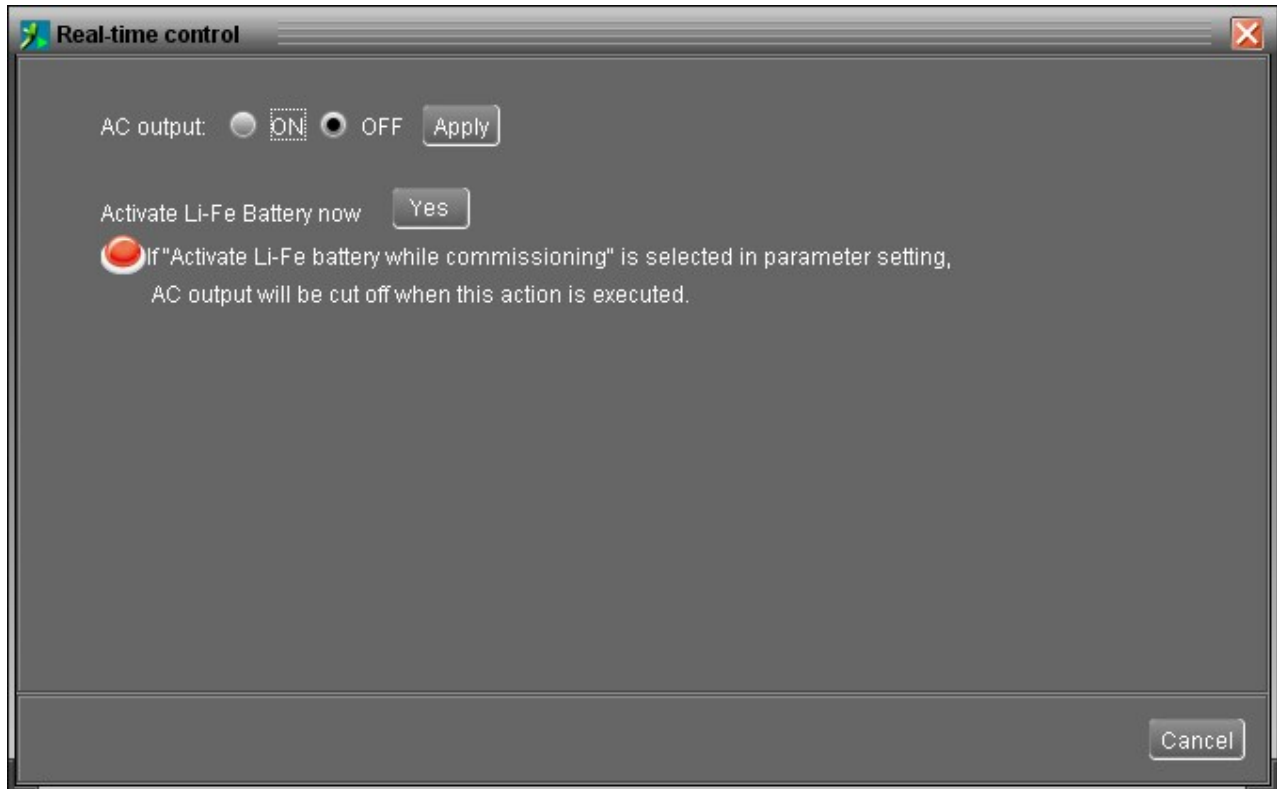 Real-time control
AC output: ON OFF Apply
Activate Li-Fe Battery now Yes
If "Activate Li-Fe battery while commissioning" is selected in parameter setting,
AC output will be cut off when this action is executed.
Cancel